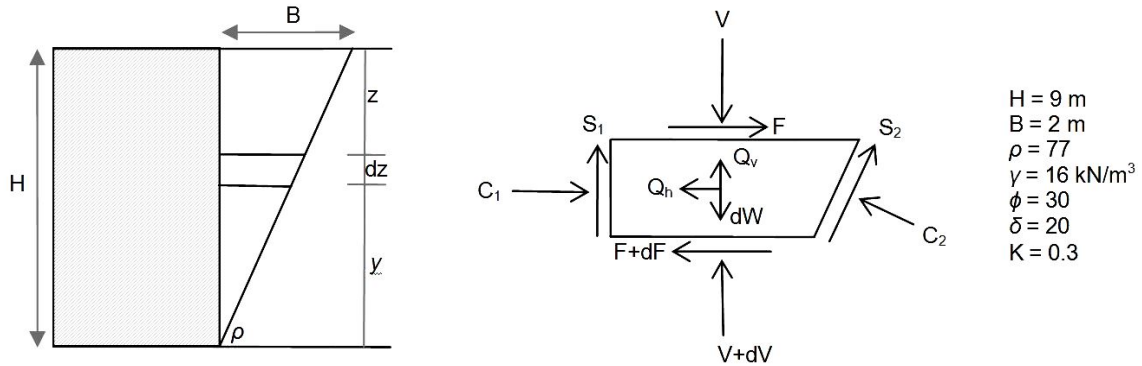 B
z
dz
H
y
ρ
V
F
S₁
S₂
Qᵥ
Qₕ
C₁
dW
C₂
F+dF
V+dV
H = 9 m
B = 2 m
ρ = 77
γ = 16 kN/m³
ϕ = 30
δ = 20
K = 0.3